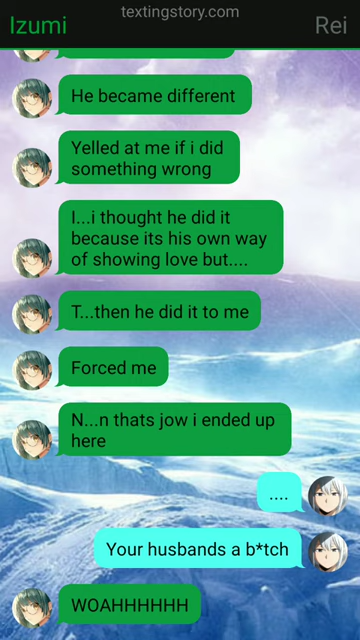 textingstory.com
Izumi
Rei
He became different
Yelled at me if i did
something wrong
I...i thought he did it
because its his own way
of showing love but....
T...then he did it to me
Forced me
N...n thats jow i ended up
here
....
Your husbands a b*tch
WOAHHHHHH